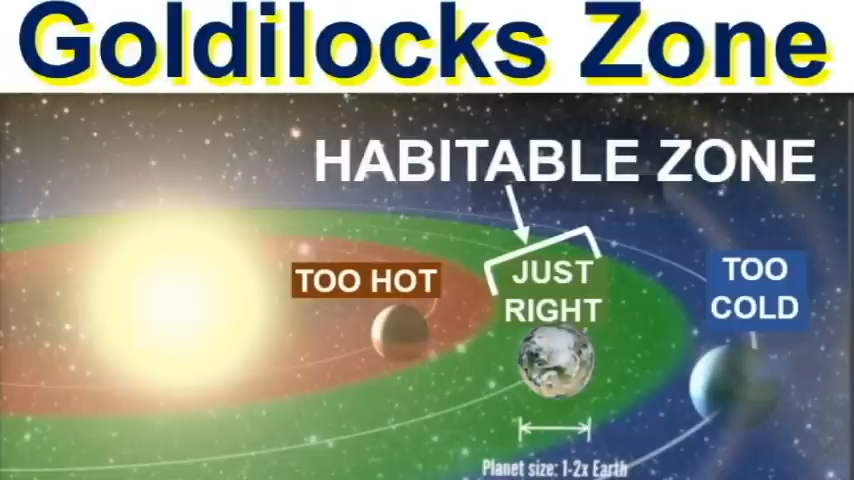 Goldilocks Zone
HABITABLE ZONE
TOO HOT
JUST
RIGHT
TOO
COLD
Planet size: 1-2x Earth